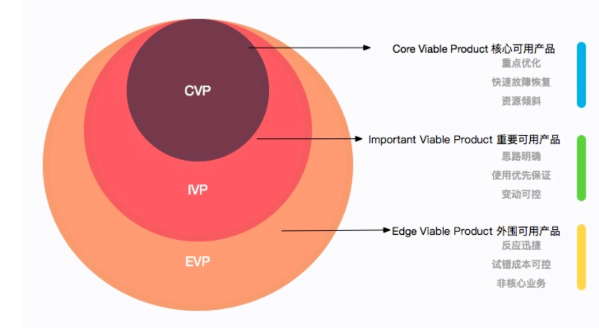 CVP
IVP
EVP
Core Viable Product 核心可用产品
重点优化
快速故障恢复
资源倾斜
Important Viable Product 重要可用产品
思路明确
使用优先保证
变动可控
Edge Viable Product 外围可用产品
反应迅捷
试错成本可控
非核心业务